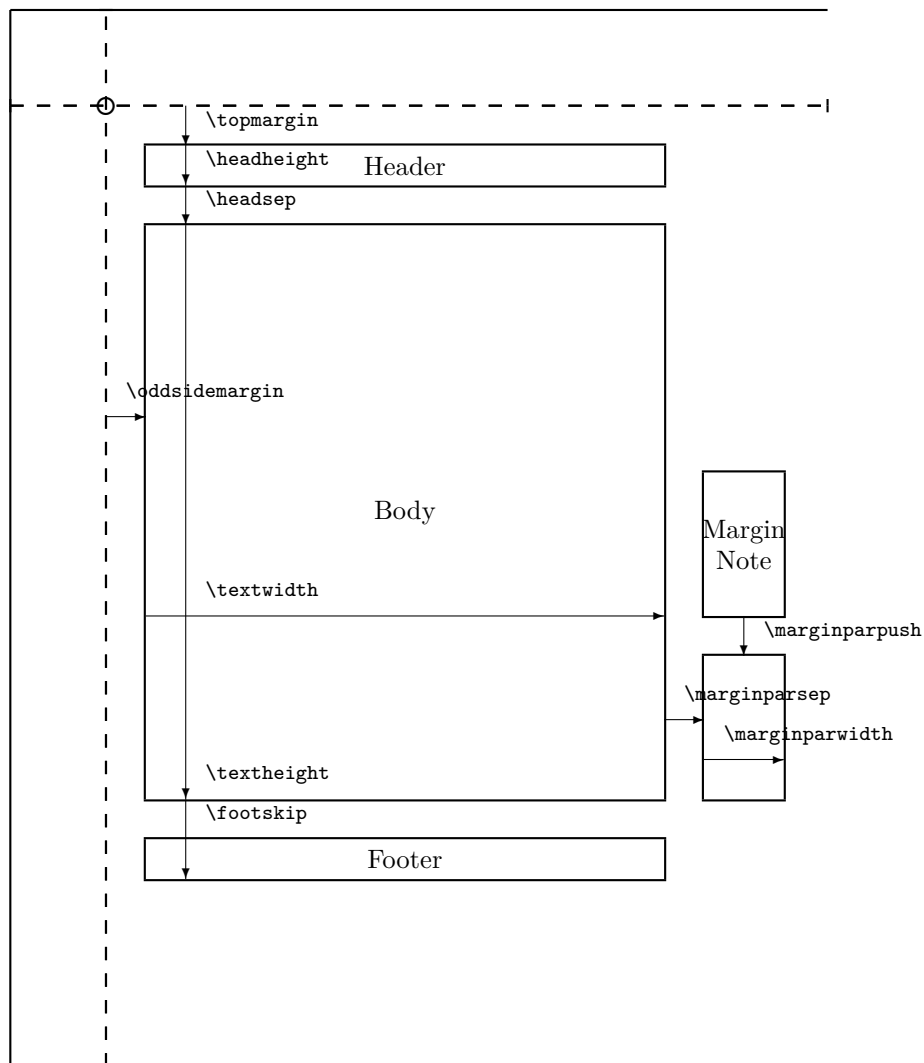 \topmargin
\headheight
Header
\headsep
\oddsidemargin
Body
Margin
Note
\textwidth
\marginparpush
\marginparsep
\marginparwidth
\textheight
\footskip
Footer